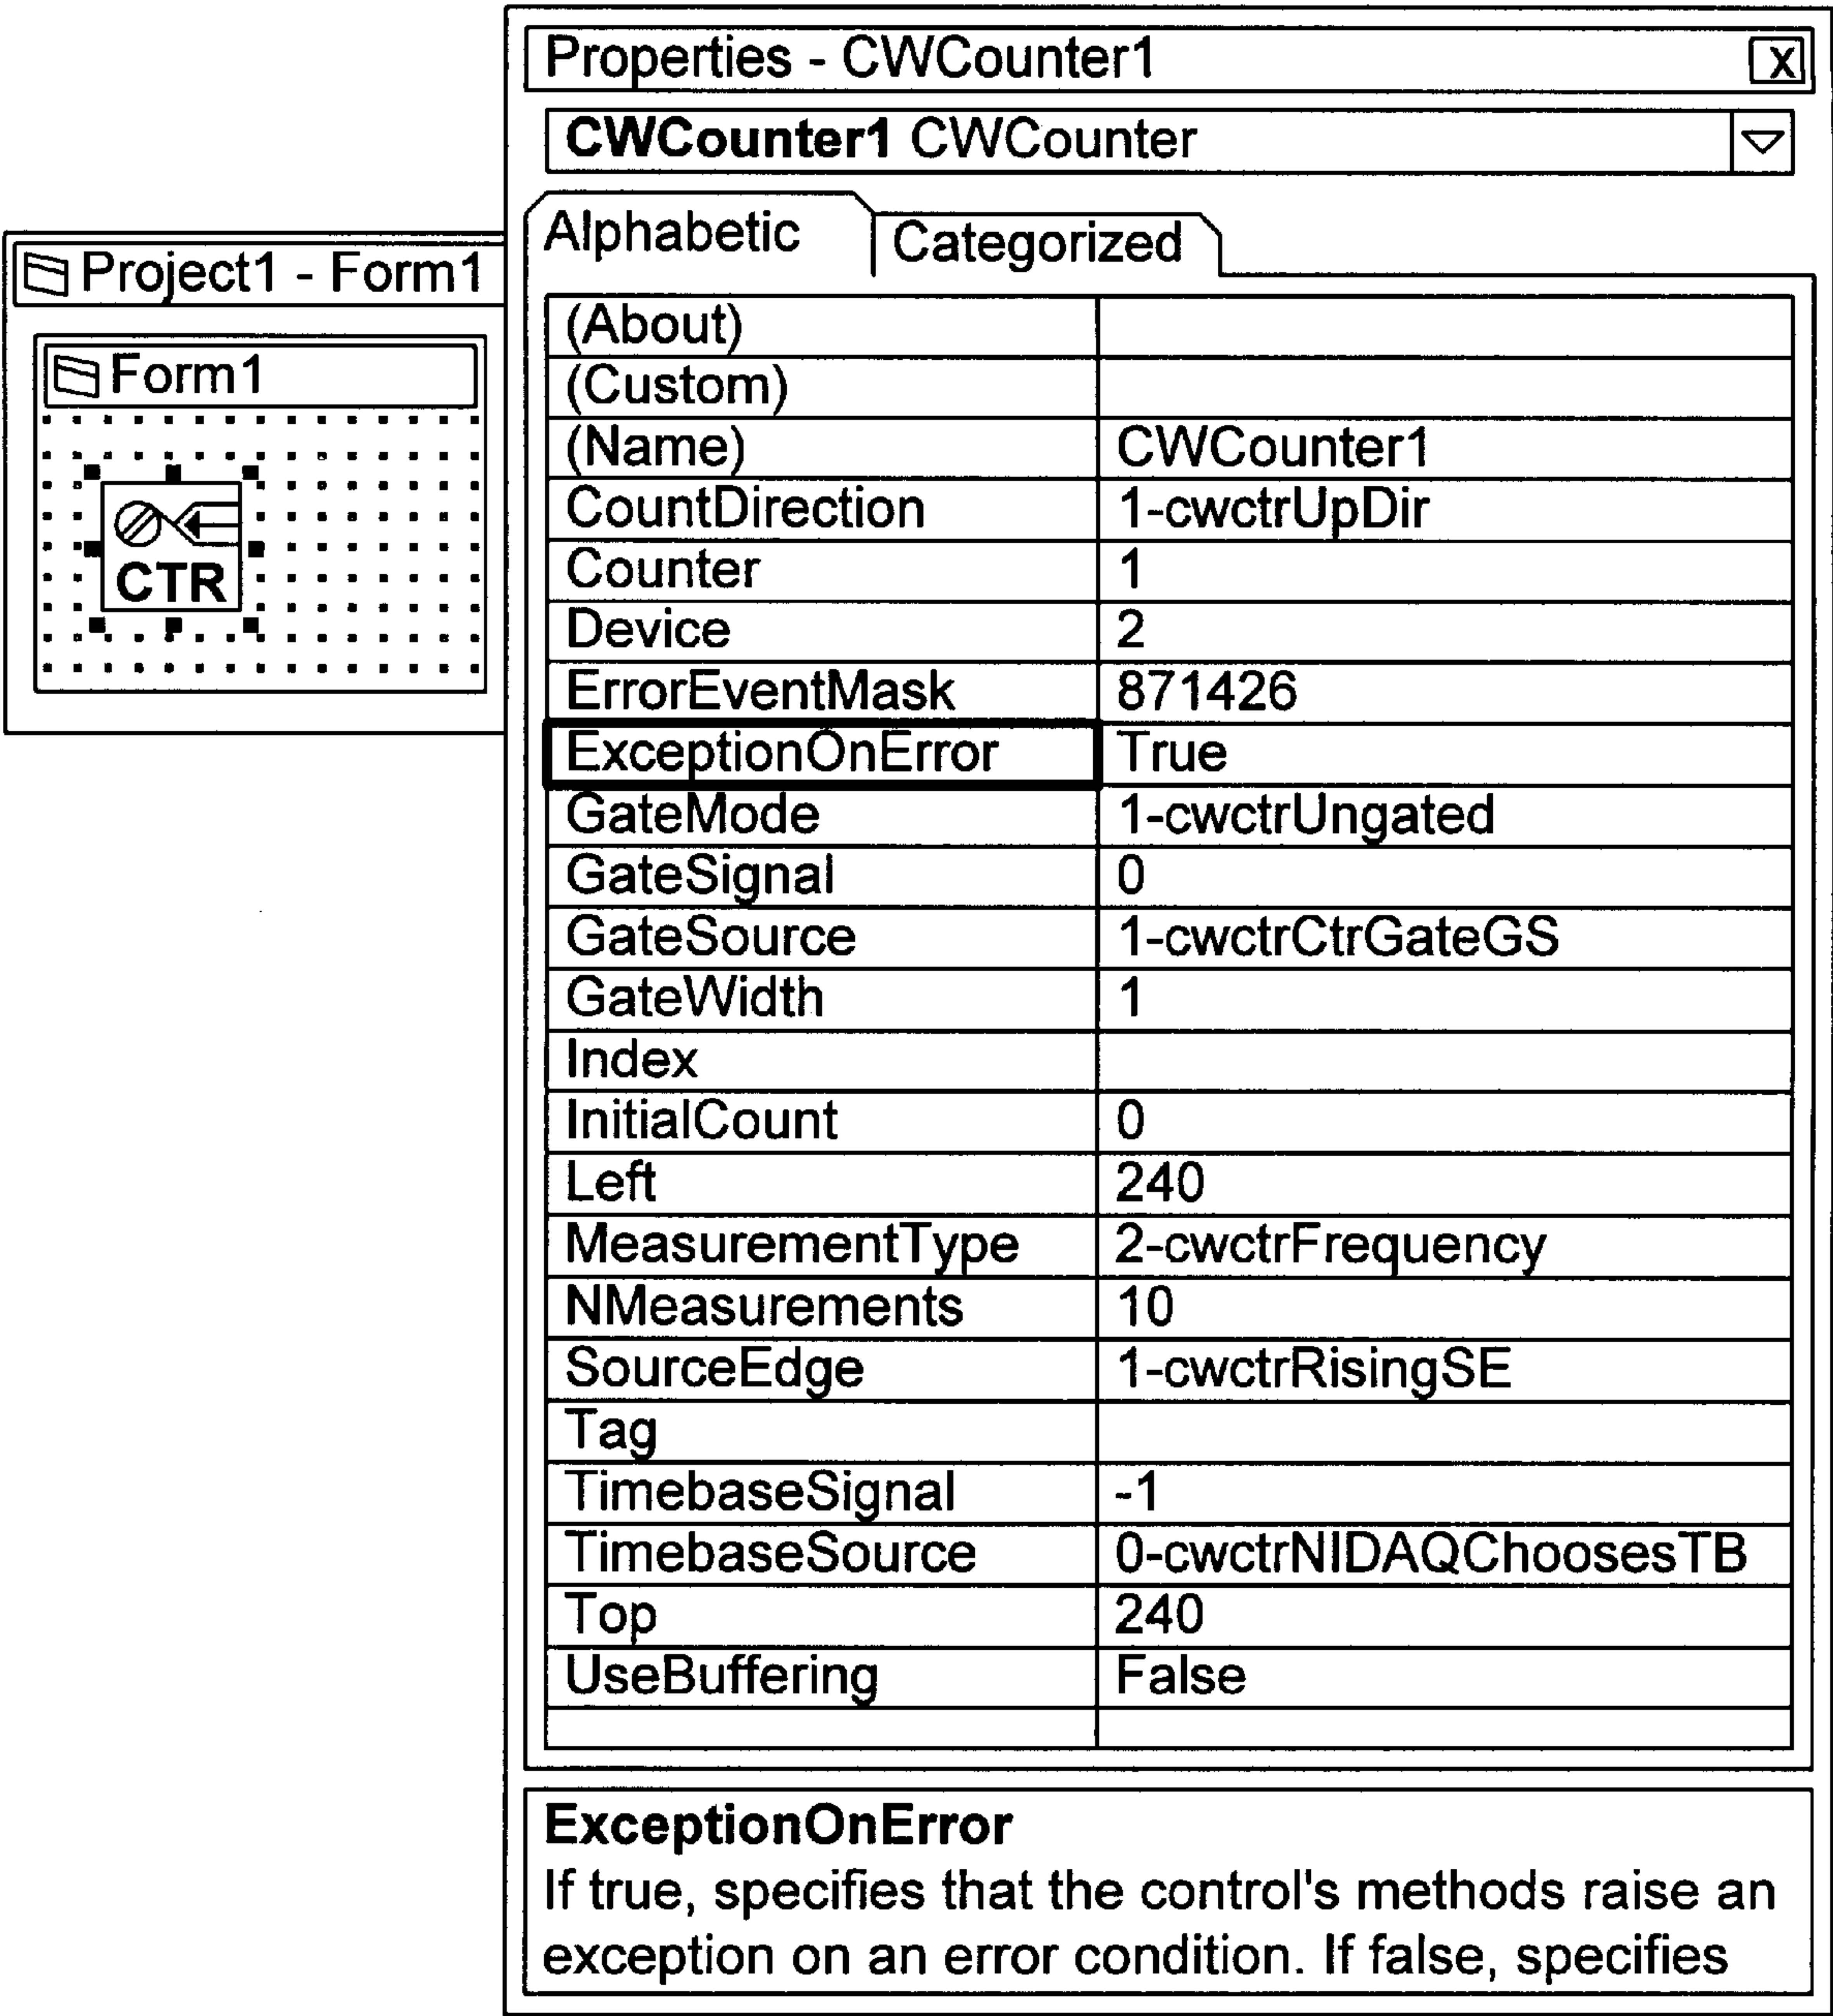 Project1 - Form1
Form1
CTR
Properties - CWCounter1
X
CWCounter1 CWCounter
Alphabetic Categorized
(About)
(Custom)
(Name) CWCounter1
CountDirection 1-cwctrUpDir
Counter 1
Device 2
ErrorEventMask 871426
ExceptionOnError True
GateMode 1-cwctrUngated
GateSignal 0
GateSource 1-cwctrCtrGateGS
GateWidth 1
Index
InitialCount 0
Left 240
MeasurementType 2-cwctrFrequency
NMeasurements 10
SourceEdge 1-cwctrRisingSE
Tag
TimebaseSignal -1
TimebaseSource 0-cwctrNIDAQChoosesTB
Top 240
UseBuffering False
ExceptionOnError
If true, specifies that the control's methods raise an
exception on an error condition. If false, specifies